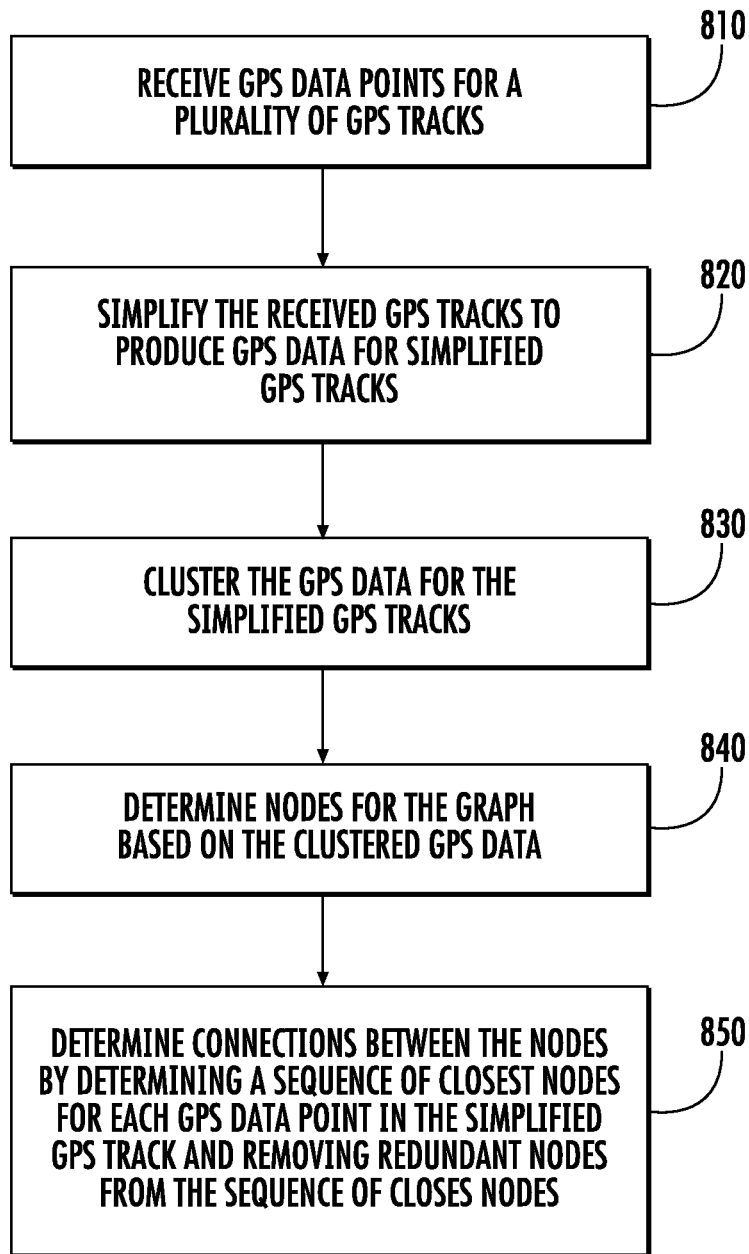 810
RECEIVE GPS DATA POINTS FOR A
PLURALITY OF GPS TRACKS
820
SIMPLIFY THE RECEIVED GPS TRACKS TO
PRODUCE GPS DATA FOR SIMPLIFIED
GPS TRACKS
830
CLUSTER THE GPS DATA FOR THE
SIMPLIFIED GPS TRACKS
840
DETERMINE NODES FOR THE GRAPH
BASED ON THE CLUSTERED GPS DATA
850
DETERMINE CONNECTIONS BETWEEN THE NODES
BY DETERMINING A SEQUENCE OF CLOSEST NODES
FOR EACH GPS DATA POINT IN THE SIMPLIFIED
GPS TRACK AND REMOVING REDUNDANT NODES
FROM THE SEQUENCE OF CLOSES NODES